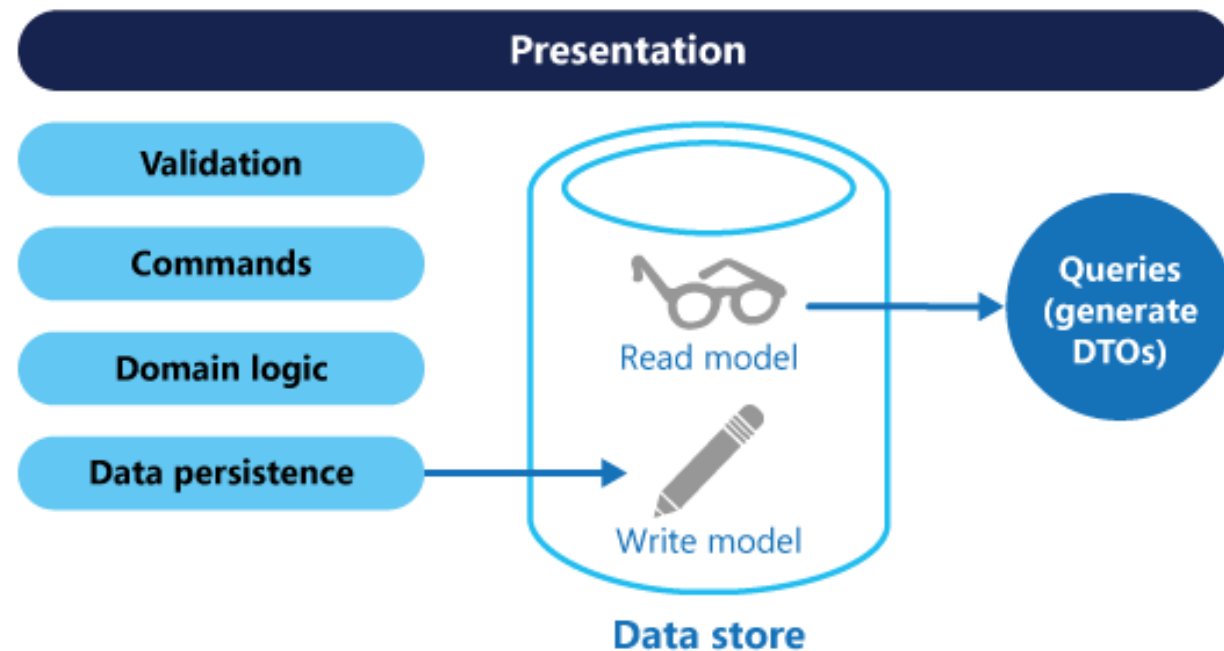 Presentation
Validation
Commands
Domain logic
Data persistence
Read model
Write model
Data store
Queries
(generate
DTOs)